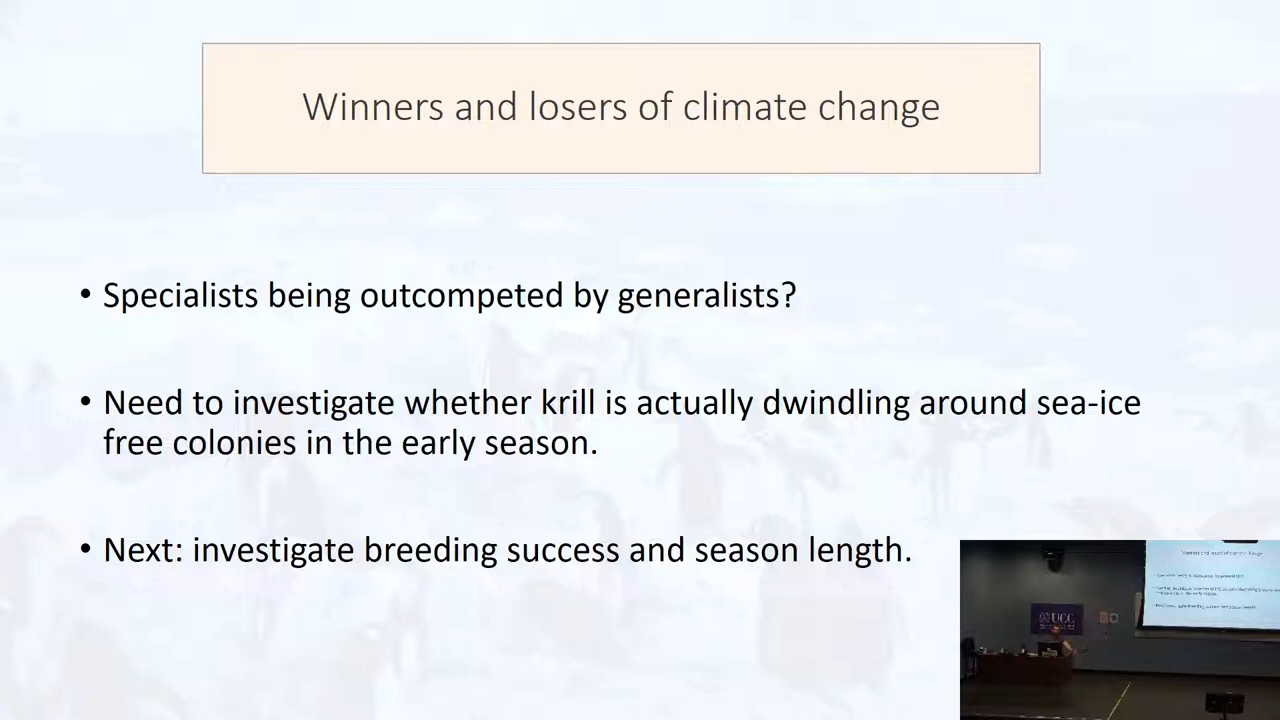 Winners and losers of climate change
• Specialists being outcompeted by generalists?
• Need to investigate whether krill is actually dwindling around sea-ice
free colonies in the early season.
• Next: investigate breeding success and season length.
UCC